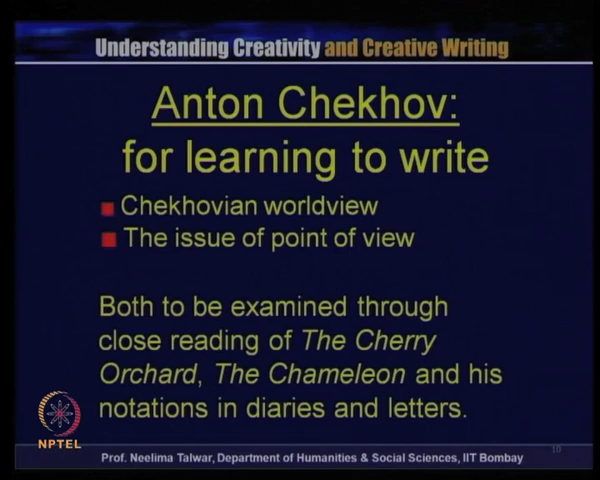 Understanding Creativity and Creative Writing
Anton Chekhov:
for learning to write
Chekhovian worldview
The issue of point of view
Both to be examined through
close reading of The Cherry
Orchard, The Chameleon and his
notations in diaries and letters.
NPTEL
Prof. Neelima Talwar, Department of Humanities & Social Sciences, IIT Bombay
10